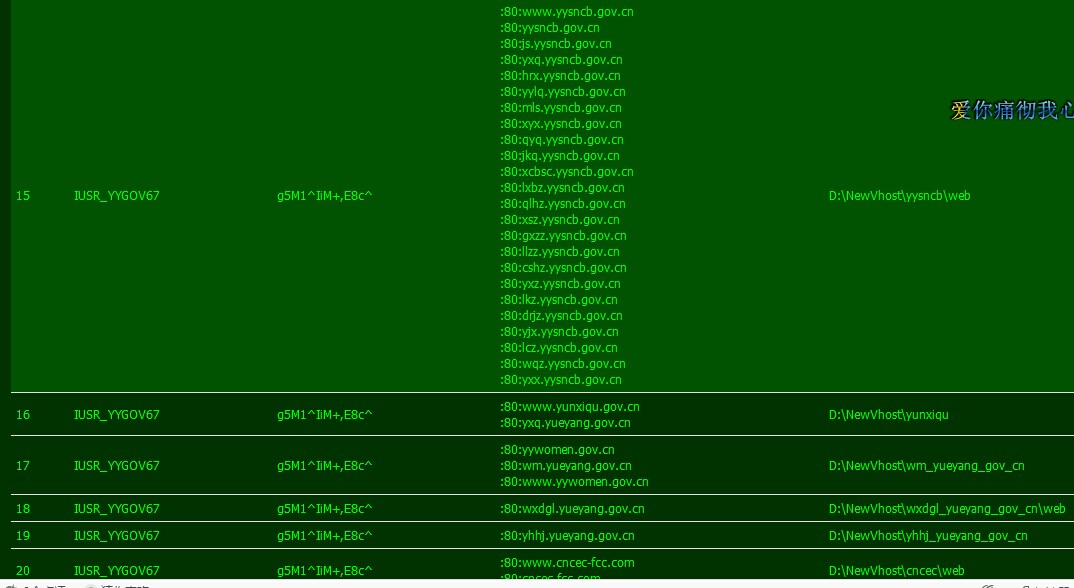 :80:www.yysncb.gov.cn
:80:yysncb.gov.cn
:80:js.yysncb.gov.cn
:80:yxq.yysncb.gov.cn
:80:hrx.yysncb.gov.cn
:80:yylq.yysncb.gov.cn
:80:mls.yysncb.gov.cn
爱你痛彻我心
:80:xyx.yysncb.gov.cn
:80:qyq.yysncb.gov.cn
:80:jkq.yysncb.gov.cn
:80:xcbsc.yysncb.gov.cn
:80:lxbz.yysncb.gov.cn
15 IUSR_YYGOV67 g5M1^IiM+,E8c^ D:\NewVhost\yysncb\web
:80:qlhz.yysncb.gov.cn
:80:xsz.yysncb.gov.cn
:80:gxzz.yysncb.gov.cn
:80:llzz.yysncb.gov.cn
:80:cshz.yysncb.gov.cn
:80:yxz.yysncb.gov.cn
:80:lkz.yysncb.gov.cn
:80:drjz.yysncb.gov.cn
:80:yjx.yysncb.gov.cn
:80:lcz.yysncb.gov.cn
:80:wqz.yysncb.gov.cn
:80:yxx.yysncb.gov.cn
16 IUSR_YYGOV67 g5M1^IiM+,E8c^ :80:www.yunxiqu.gov.cn D:\NewVhost\yunxiqu
:80:yxq.yueyang.gov.cn
:80:yywomen.gov.cn
17 IUSR_YYGOV67 g5M1^IiM+,E8c^ :80:wm.yueyang.gov.cn D:\NewVhost\wm_yueyang_gov_cn
:80:www.yywomen.gov.cn
18 IUSR_YYGOV67 g5M1^IiM+,E8c^ :80:wxdgl.yueyang.gov.cn D:\NewVhost\wxdgl_yueyang_gov_cn\web
19 IUSR_YYGOV67 g5M1^IiM+,E8c^ :80:yhhj.yueyang.gov.cn D:\NewVhost\yhhj_yueyang_gov_cn
20 IUSR_YYGOV67 g5M1^IiM+,E8c^ :80:www.cncec-fcc.com D:\NewVhost\cncec\web
:80:cncec-fcc.com